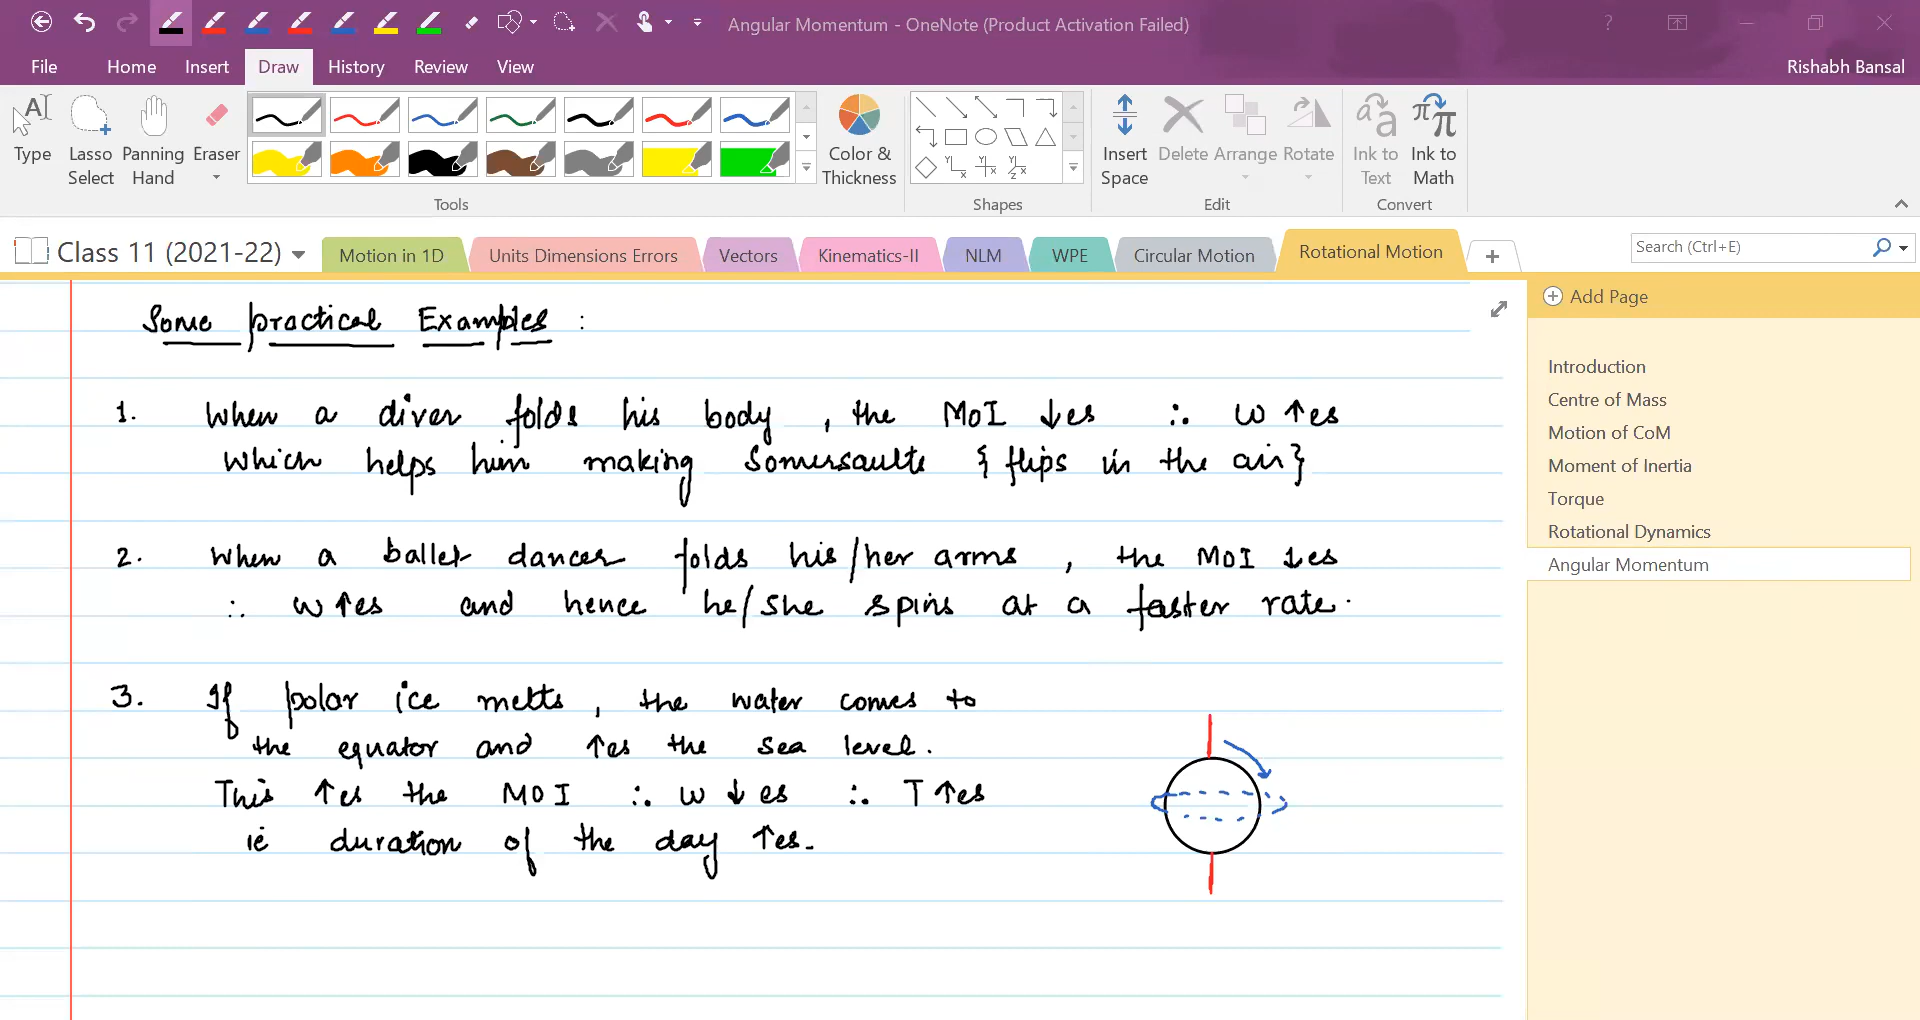 Angular Momentum - OneNote (Product Activation Failed)
?
File Home Insert Draw History Review View
Rishabh Bansal
Type
Lasso Select
Panning Hand
Eraser
Color & Thickness
Insert Space
Delete
Arrange
Rotate
Ink to Text
Ink to Math
Tools
Shapes
Edit
Convert
Class 11 (2021-22)
Motion in 1D
Units Dimensions Errors
Vectors
Kinematics-II
NLM
WPE
Circular Motion
Rotational Motion
+
Search (Ctrl+E)
Some practical Examples :
1. When a diver folds his body , the MoI ↓es ∴ ω ↑es
which helps him making Somersaults {flips in the air}
2. When a ballet dancer folds his/her arms , the MOI ↓es
∴ ω ↑es and hence he/she spins at a faster rate.
3. If polar ice melts , the water comes to
the equator and ↑es the sea level.
This ↑es the MOI ∴ ω ↓es ∴ T ↑es
ie duration of the day ↑es.
Add Page
Introduction
Centre of Mass
Motion of CoM
Moment of Inertia
Torque
Rotational Dynamics
Angular Momentum